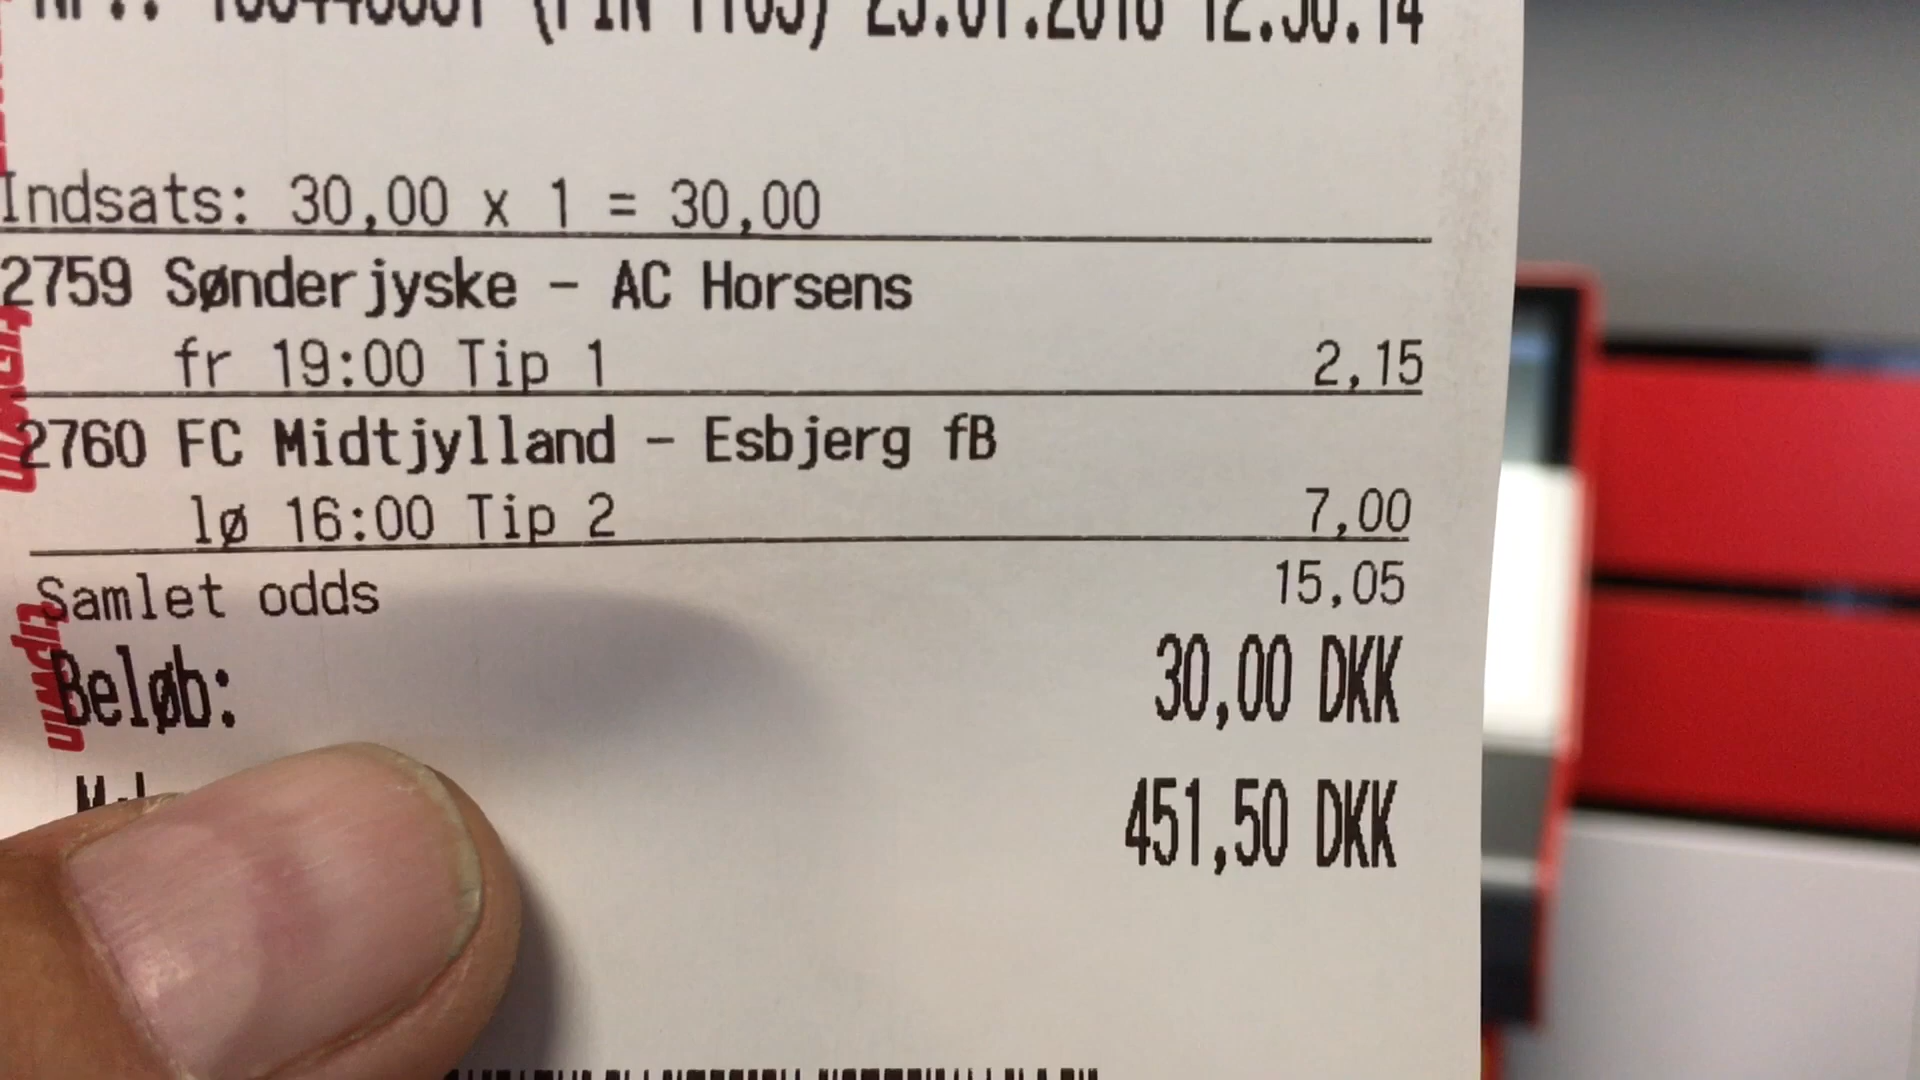 Indsats: 30,00 x 1 = 30,00
2759 Sønderjyske - AC Horsens
fr 19:00 Tip 1 2,15
2760 FC Midtjylland - Esbjerg fB
lø 16:00 Tip 2 7,00
Samlet odds 15,05
Beløb: 30,00 DKK
451,50 DKK
tipwin
tipwin